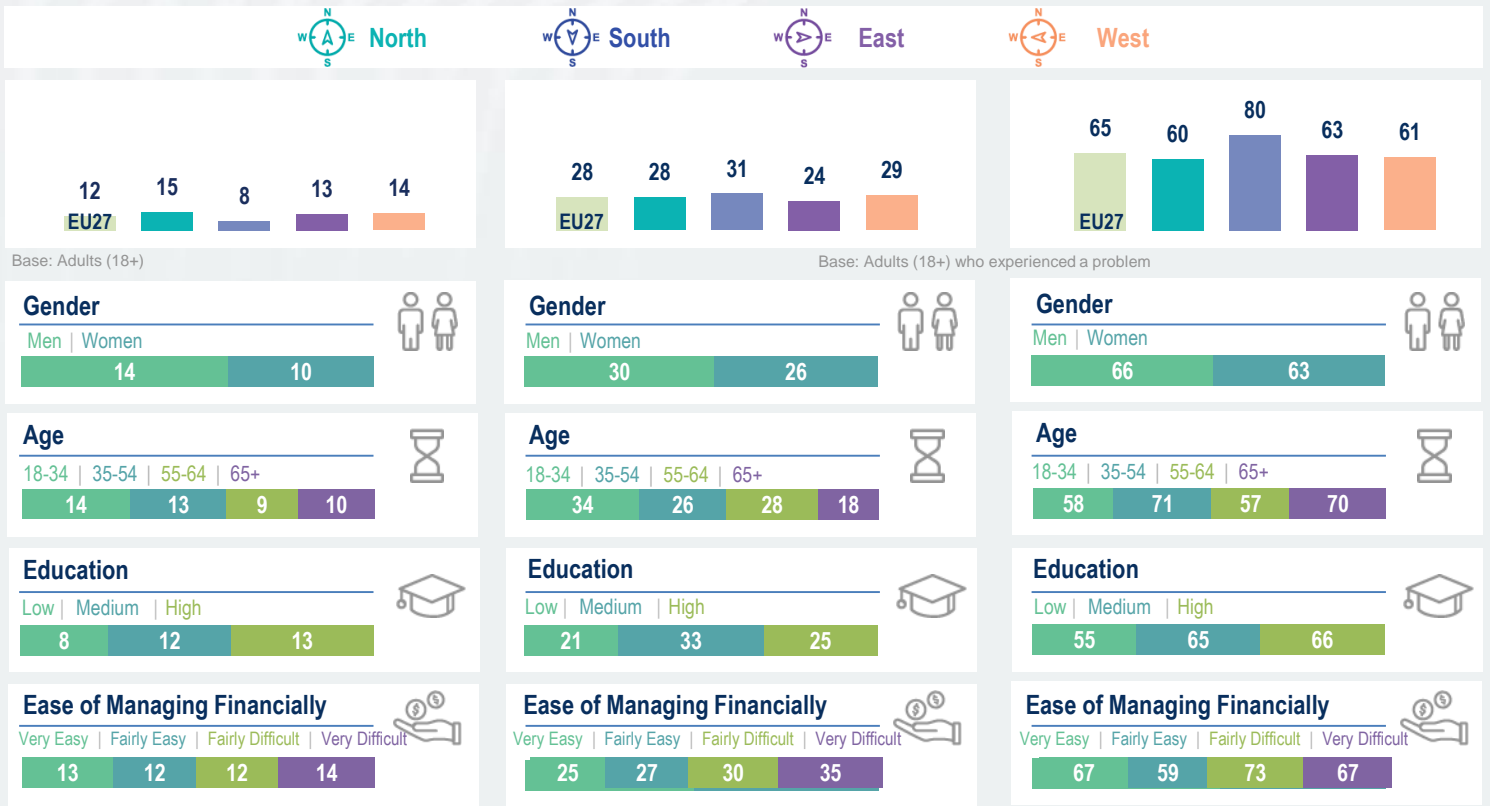 N
W E North
S
N
W E South
S
N
W E East
S
N
W E West
S
12 15 8 13 14
EU27
28 28 31 24 29
EU27
65 60 80 63 61
EU27
Base: Adults (18+)
Base: Adults (18+) who experienced a problem
Gender
Men | Women
14 10
Gender
Men | Women
30 26
Gender
Men | Women
66 63
Age
18-34 | 35-54 | 55-64 | 65+
14 13 9 10
Age
18-34 | 35-54 | 55-64 | 65+
34 26 28 18
Age
18-34 | 35-54 | 55-64 | 65+
58 71 57 70
Education
Low | Medium | High
8 12 13
Education
Low | Medium | High
21 33 25
Education
Low | Medium | High
55 65 66
Ease of Managing Financially
Very Easy | Fairly Easy | Fairly Difficult | Very Difficult
13 12 12 14
Ease of Managing Financially
Very Easy | Fairly Easy | Fairly Difficult | Very Difficult
25 27 30 35
Ease of Managing Financially
Very Easy | Fairly Easy | Fairly Difficult | Very Difficult
67 59 73 67